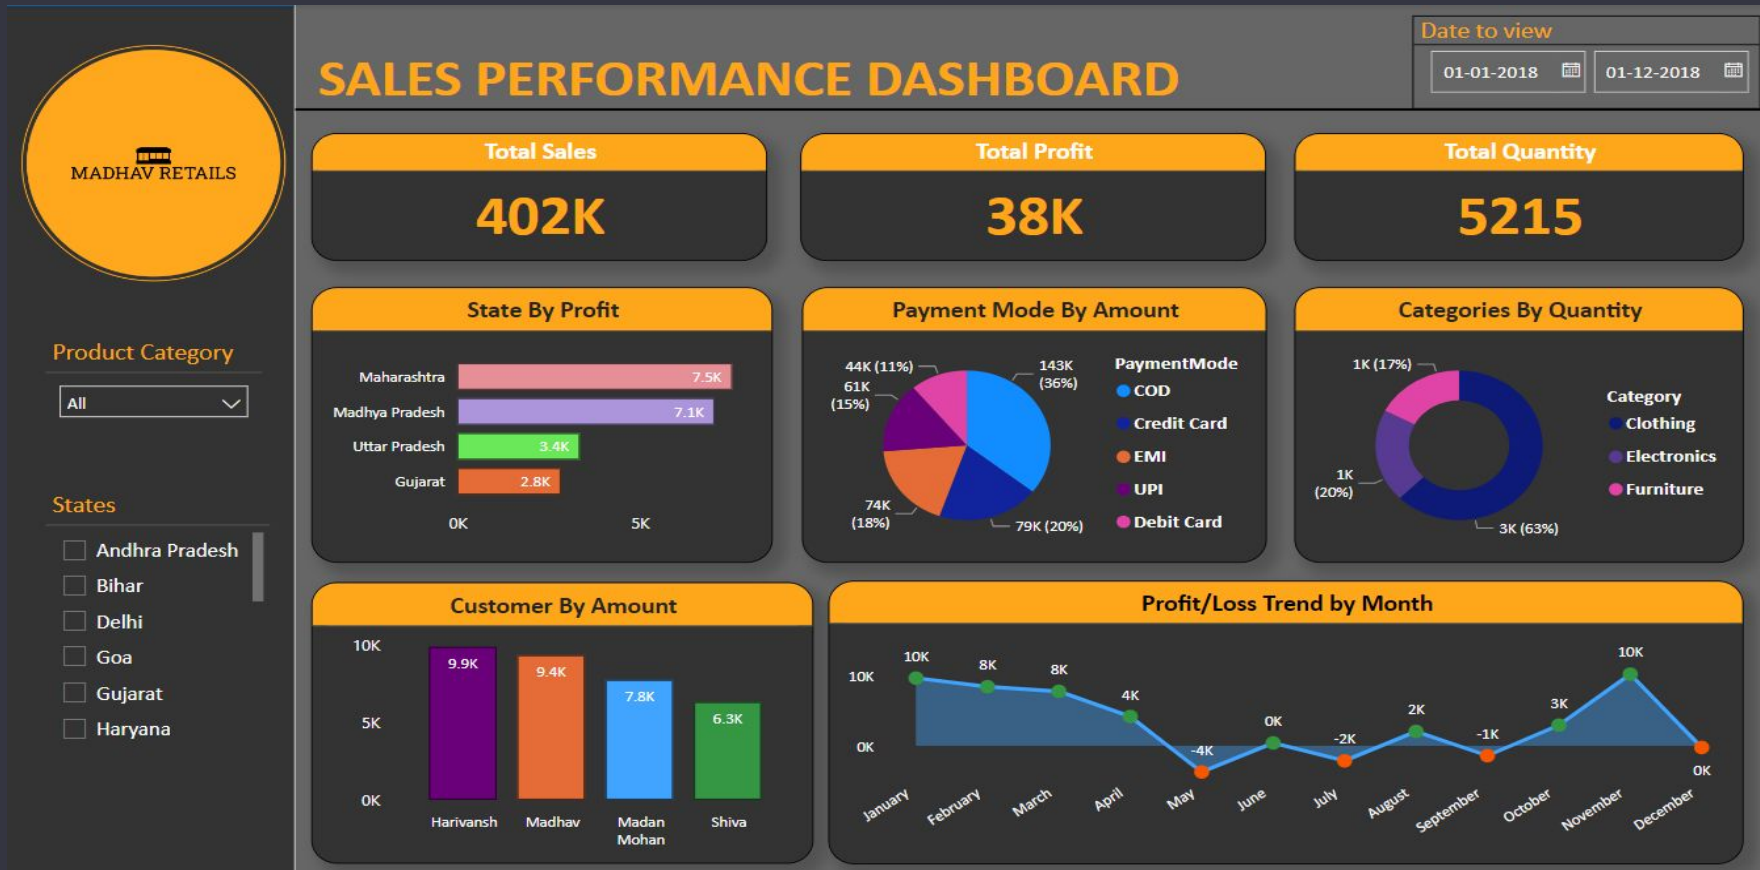 MADHAV RETAILS
Product Category
All
States
Andhra Pradesh
Bihar
Delhi
Goa
Gujarat
Haryana
SALES PERFORMANCE DASHBOARD
Date to view
01-01-2018
01-12-2018
Total Sales
402K
Total Profit
38K
Total Quantity
5215
State By Profit
Maharashtra
7.5K
Madhya Pradesh
7.1K
Uttar Pradesh
3.4K
Gujarat
2.8K
0K
5K
Payment Mode By Amount
44K (11%)
61K
(15%)
74K
(18%)
143K
(36%)
79K (20%)
PaymentMode
COD
Credit Card
EMI
UPI
Debit Card
Categories By Quantity
1K (17%)
1K
(20%)
3K (63%)
Category
Clothing
Electronics
Furniture
Customer By Amount
10K
5K
0K
9.9K
9.4K
7.8K
6.3K
Harivansh
Madhav
Madan
Mohan
Shiva
Profit/Loss Trend by Month
10K
0K
10K
8K
8K
4K
-4K
0K
-2K
2K
-1K
3K
10K
0K
January
February
March
April
May
June
July
August
September
October
November
December